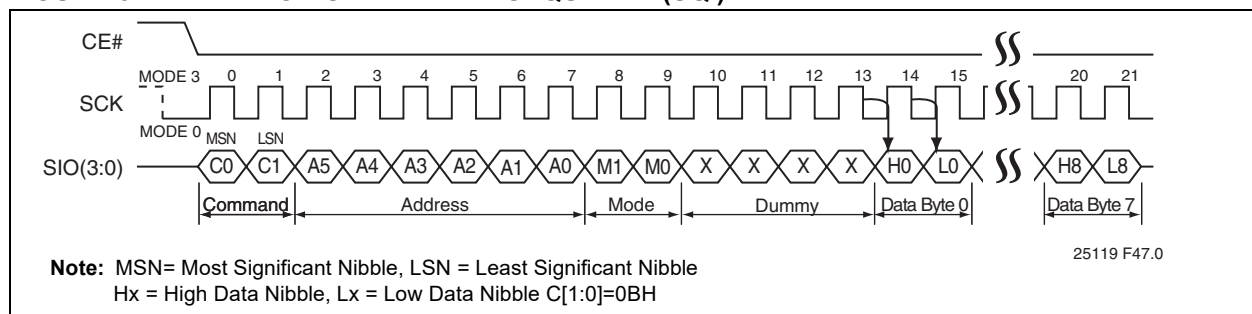 CE#
MODE 3 0 1 2 3 4 5 6 7 8 9 10 11 12 13 14 15 20 21
SCK
MODE 0 MSN LSN
SIO(3:0) C0 C1 A5 A4 A3 A2 A1 A0 M1 M0 X X X X H0 L0 H8 L8
Command Address Mode Dummy Data Byte 0 Data Byte 7
25119 F47.0
Note: MSN= Most Significant Nibble, LSN = Least Significant Nibble
Hx = High Data Nibble, Lx = Low Data Nibble C[1:0]=0BH